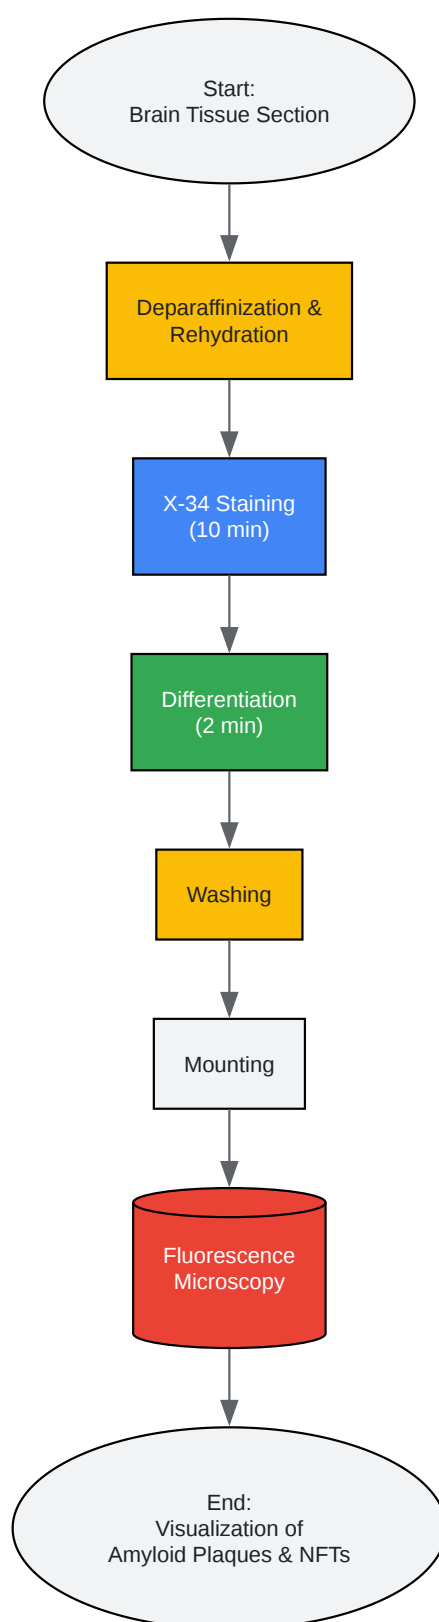 Start:
Brain Tissue Section
Deparaffinization &
Rehydration
X-34 Staining
(10 min)
Differentiation
(2 min)
Washing
Mounting
Fluorescence
Microscopy
End:
Visualization of
Amyloid Plaques & NFTs